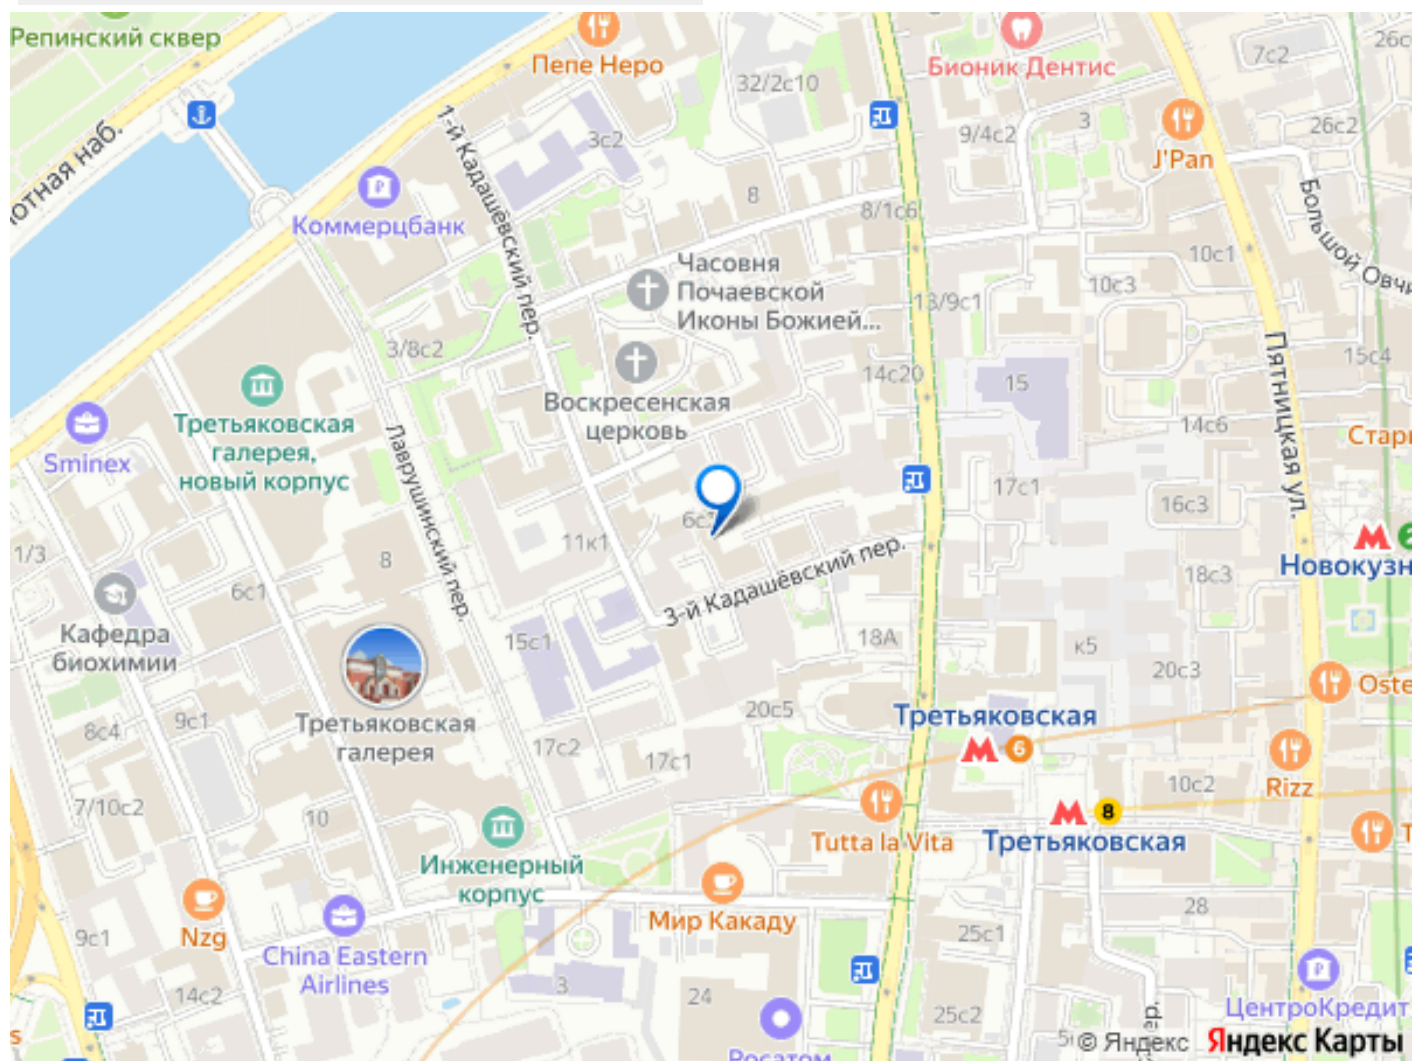 Репинский сквер
Пепе Неро
32/2с10
Бионик Дентис
7с2
26с
3
9/4с2
26с2
J'Pan
отная наб.
1-й Кадашёвский пер.
3с2
8
8/1с6
Коммерцбанк
Большой Овчи
10с1
10с3
Часовня
Почаевской
Иконы Божией...
13/9с1
3/8с2
Пятницкая ул.
15с4
14с20
15
Воскресенская
церковь
Третьяковская
галерея,
новый корпус
14с6
Sminex
Лаврушинский пер.
17с1
16с3
11к1
8
1/3
6с1
3-й Кадашёвский пер.
18с3
Новокузн
Кафедра
биохимии
15с1
18А
к5
20с3
Oste
Третьяковская
галерея
9с1
8с4
20с5
Третьяковская
6
17с2
17с1
10с2
Rizz
7/10с2
10
8
Tutta la Vita
Третьяковская
Инженерный
корпус
Мир Какаду
28
Nzg
9с1
China Eastern
Airlines
25с1
14с2
3
24
25с2
ЦентроКредит
Росатом
© Яндекс
Яндекс Карты